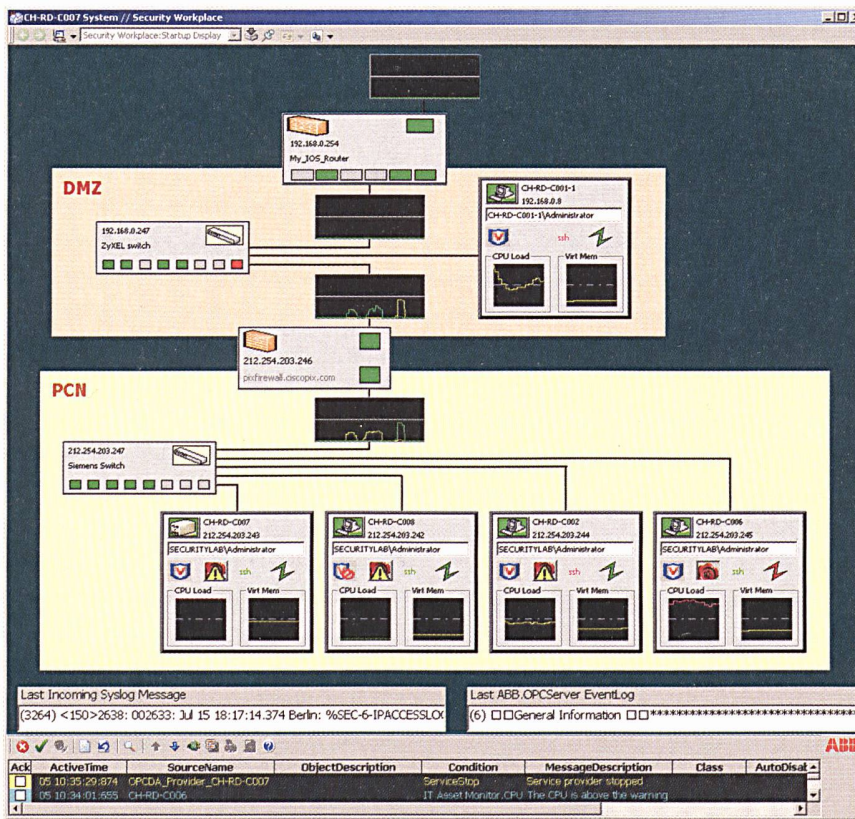 CH-RD-C007 System // Security Workplace
Security Workplace:Startup Display
192.168.0.254
My_IOS_Router
DMZ
192.168.0.247
ZyXEL switch
CH-RD-C001-1
192.168.0.8
CH-RD-C001-1\Administrator
ssh
CPU Load
Virt Mem
212.254.203.246
pixfirewall.ciscopix.com
PCN
212.254.203.247
Siemens Switch
CH-RD-C007
212.254.203.243
SECURITYLAB\Administrator
ssh
CPU Load
Virt Mem
CH-RD-C008
212.254.203.242
SECURITYLAB\Administrator
ssh
CPU Load
Virt Mem
CH-RD-C002
212.254.203.244
SECURITYLAB\Administrator
ssh
CPU Load
Virt Mem
CH-RD-C006
212.254.203.245
SECURITYLAB\Administrator
ssh
CPU Load
Virt Mem
Last Incoming Syslog Message
(3264) <150>2638: 002633: Jul 15 18:17:14.374 Berlin: %SEC-6-IPACCESSLO
Last ABB.OPCServer EventLog
(6) □□General Information □□******************************
ABB
Ack ActiveTime SourceName ObjectDescription Condition MessageDescription Class AutoDisat
05 10:35:29:874 OPCDA_Provider_CH-RD-C007 ServiceStop Service provider stopped
05 10:34:01:655 CH-RD-C006 IT Asset Monitor.CPU The CPU is above the warning